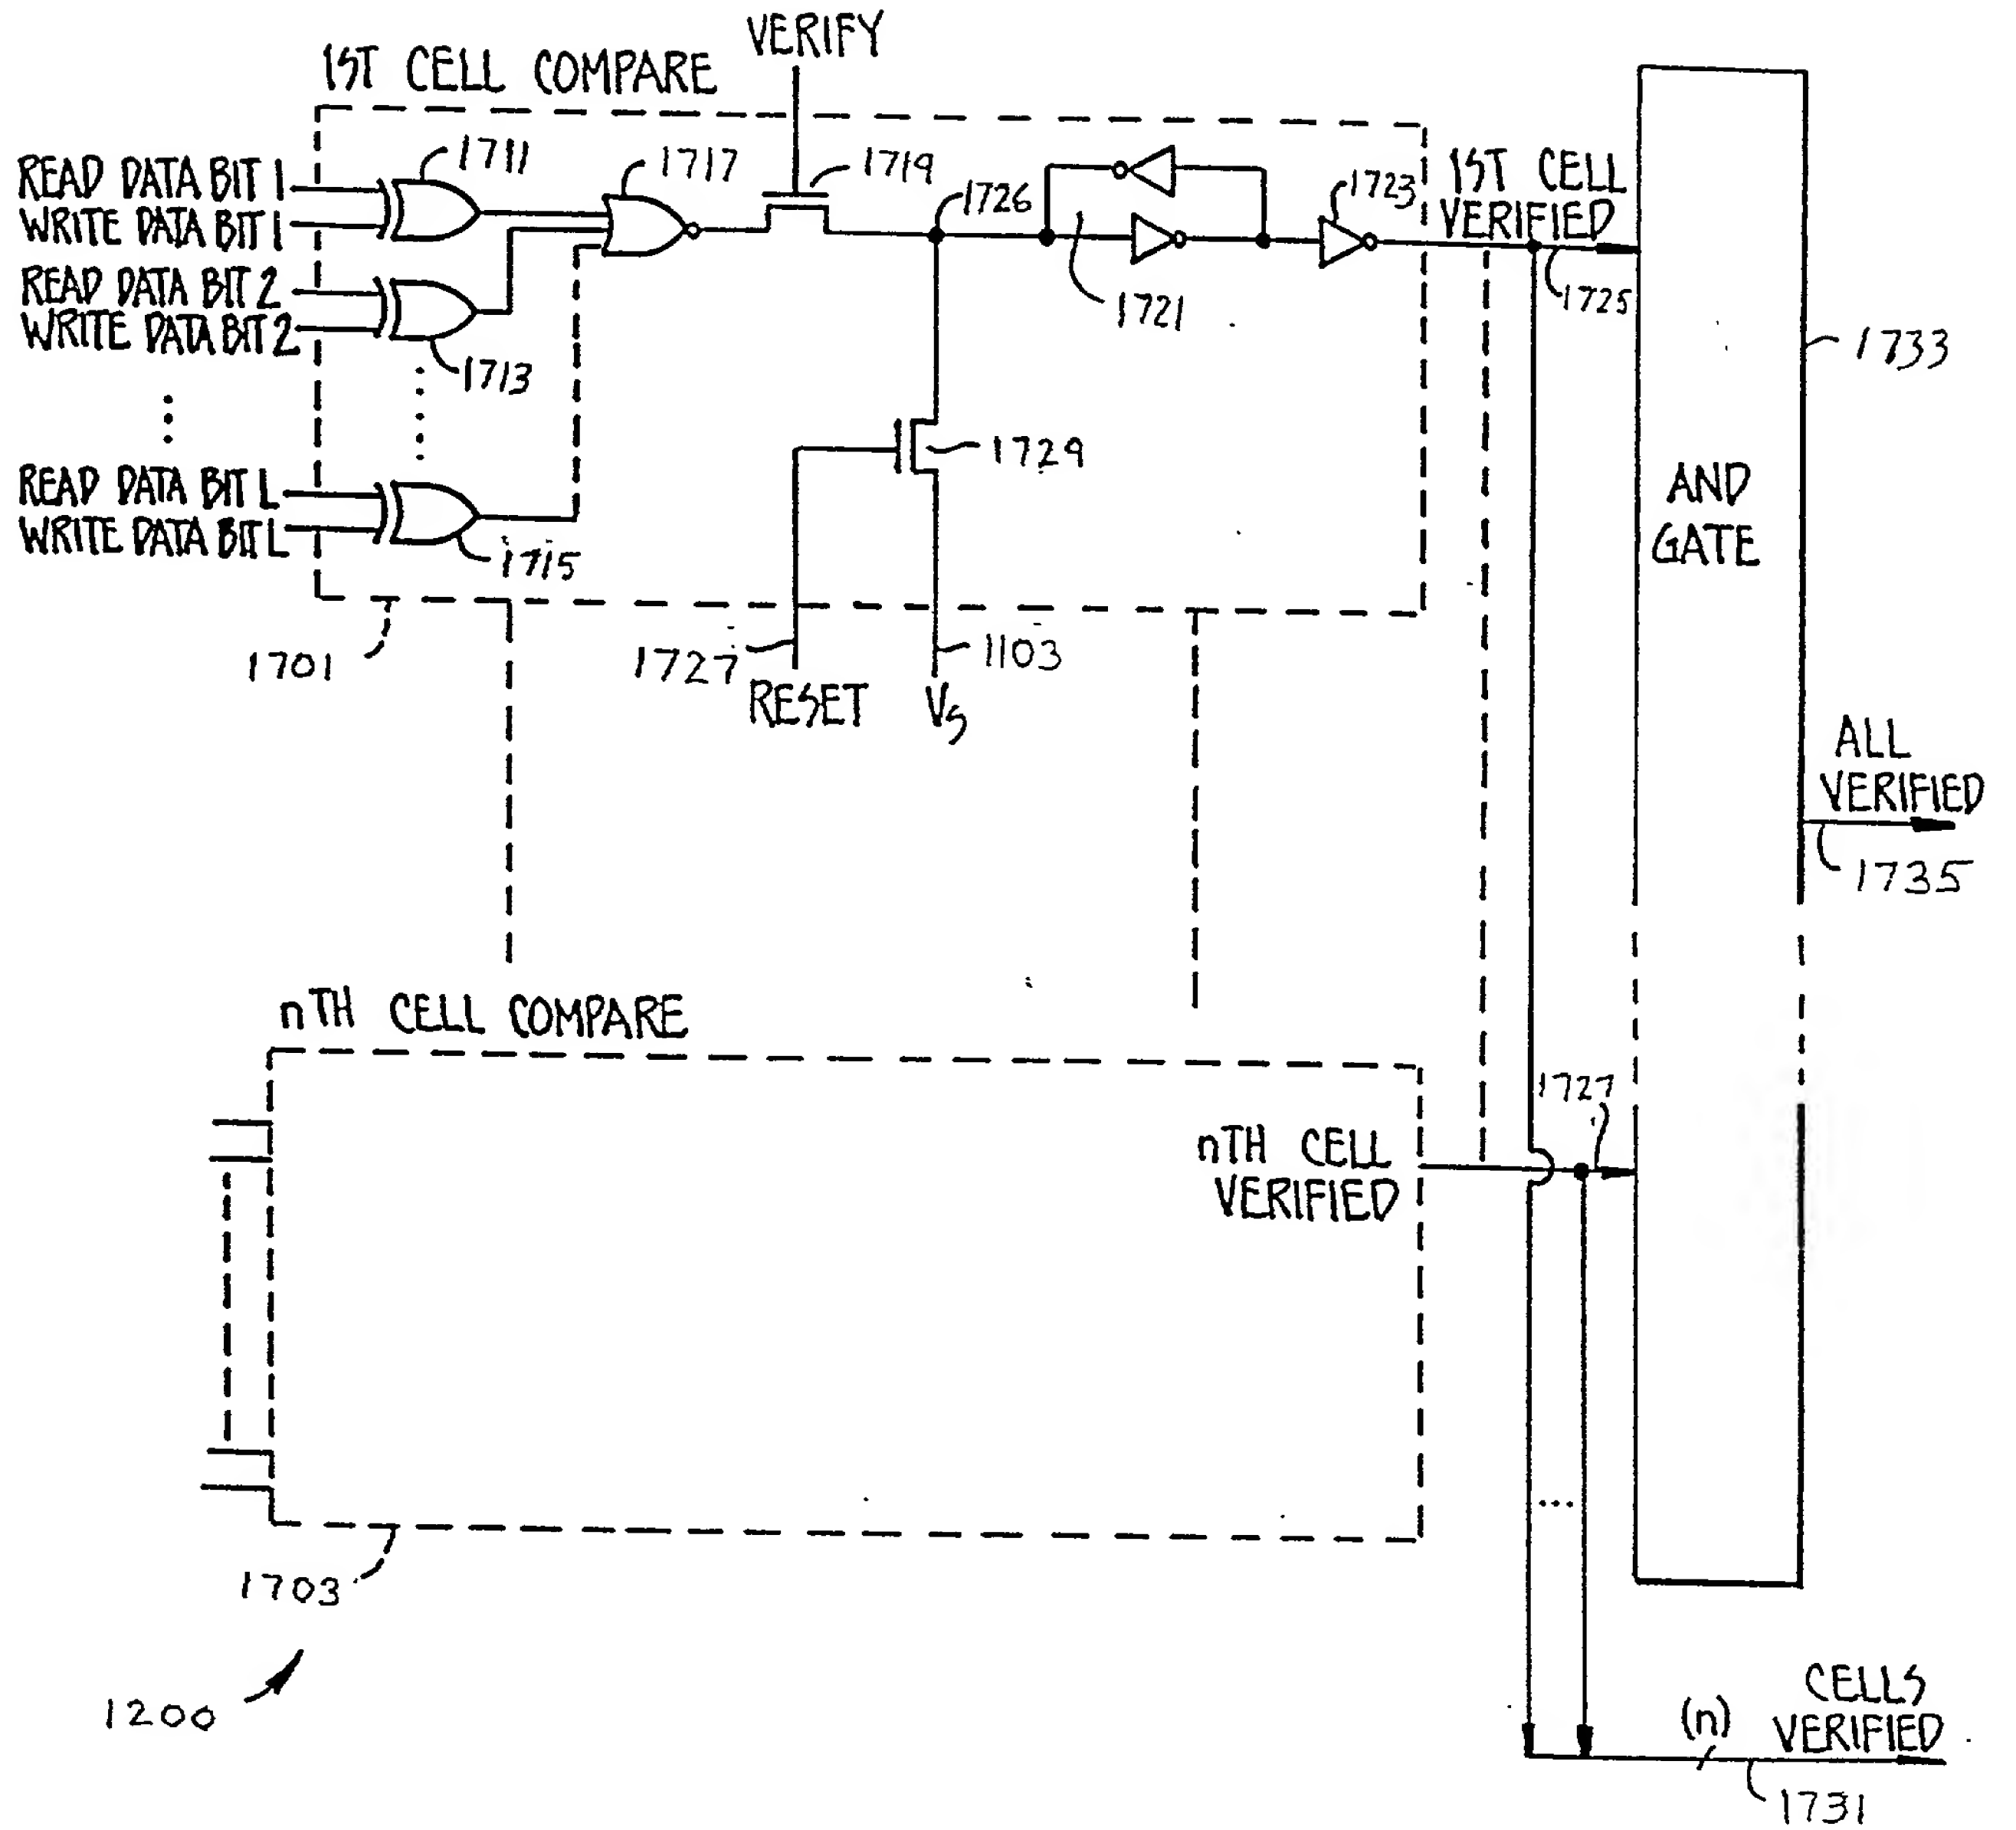 VERIFY
1ST CELL COMPARE
1711
1717
1719
1726
1723
1ST CELL
VERIFIED
READ DATA BIT 1
WRITE DATA BIT 1
READ DATA BIT 2
WRITE DATA BIT 2
1713
1721
1725
1733
READ DATA BIT L
WRITE DATA BIT L
1715
1729
AND
GATE
1701
1727
1103
RESET
VS
ALL
VERIFIED
1735
nTH CELL COMPARE
1727
nTH CELL
VERIFIED
1703
1200
(n)
CELLS
VERIFIED
1731